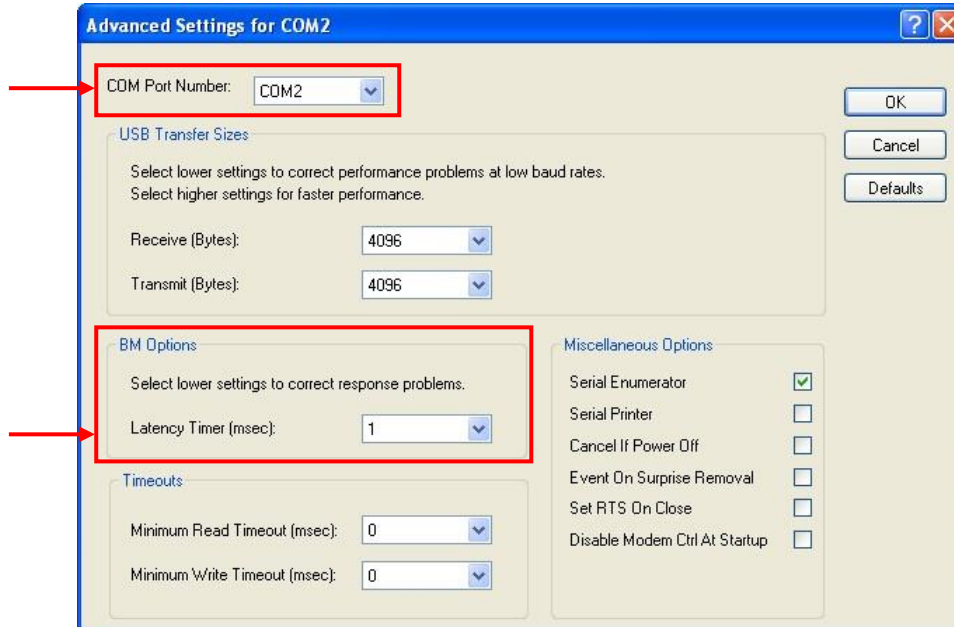 Advanced Settings for COM2
COM Port Number: COM2
OK
Cancel
Defaults
USB Transfer Sizes
Select lower settings to correct performance problems at low baud rates.
Select higher settings for faster performance.
Receive (Bytes): 4096
Transmit (Bytes): 4096
BM Options
Select lower settings to correct response problems.
Latency Timer (msec): 1
Timeouts
Minimum Read Timeout (msec): 0
Minimum Write Timeout (msec): 0
Miscellaneous Options
Serial Enumerator
Serial Printer
Cancel If Power Off
Event On Surprise Removal
Set RTS On Close
Disable Modem Ctrl At Startup